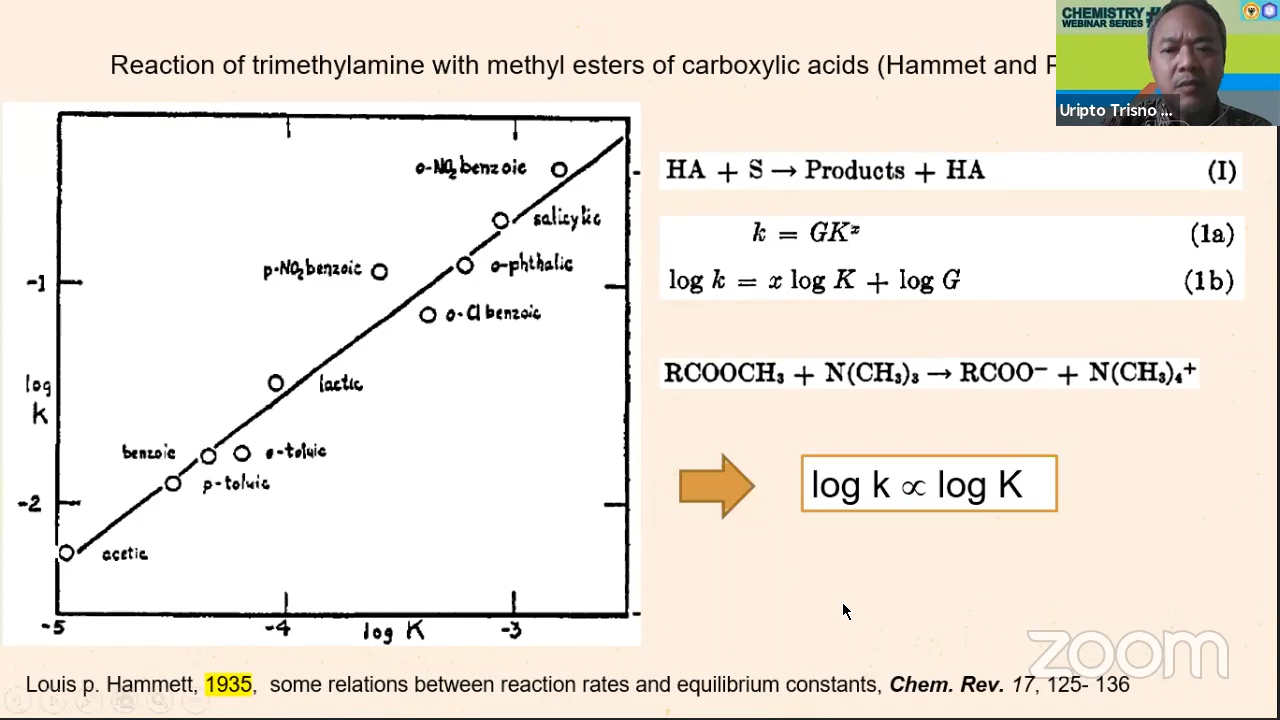 CHEMISTRY
WEBINAR SERIES
Uripto Trisno ...
Reaction of trimethylamine with methyl esters of carboxylic acids (Hammet and
o-NO₂ benzoic
salicylic
p-NO₂ benzoic
o-phthalic
-1
o-Cl benzoic
log
K
lactic
benzoic
o-toluic
p-toluic
-2
acetic
-5
-4
log K
-3
HA + S → Products + HA (I)
k = GKˣ (1a)
log k = x log K + log G (1b)
RCOOCH₃ + N(CH₃)₃ → RCOO⁻ + N(CH₃)₄⁺
log k ∝ log K
zoom
Louis p. Hammett, 1935, some relations between reaction rates and equilibrium constants, Chem. Rev. 17, 125- 136